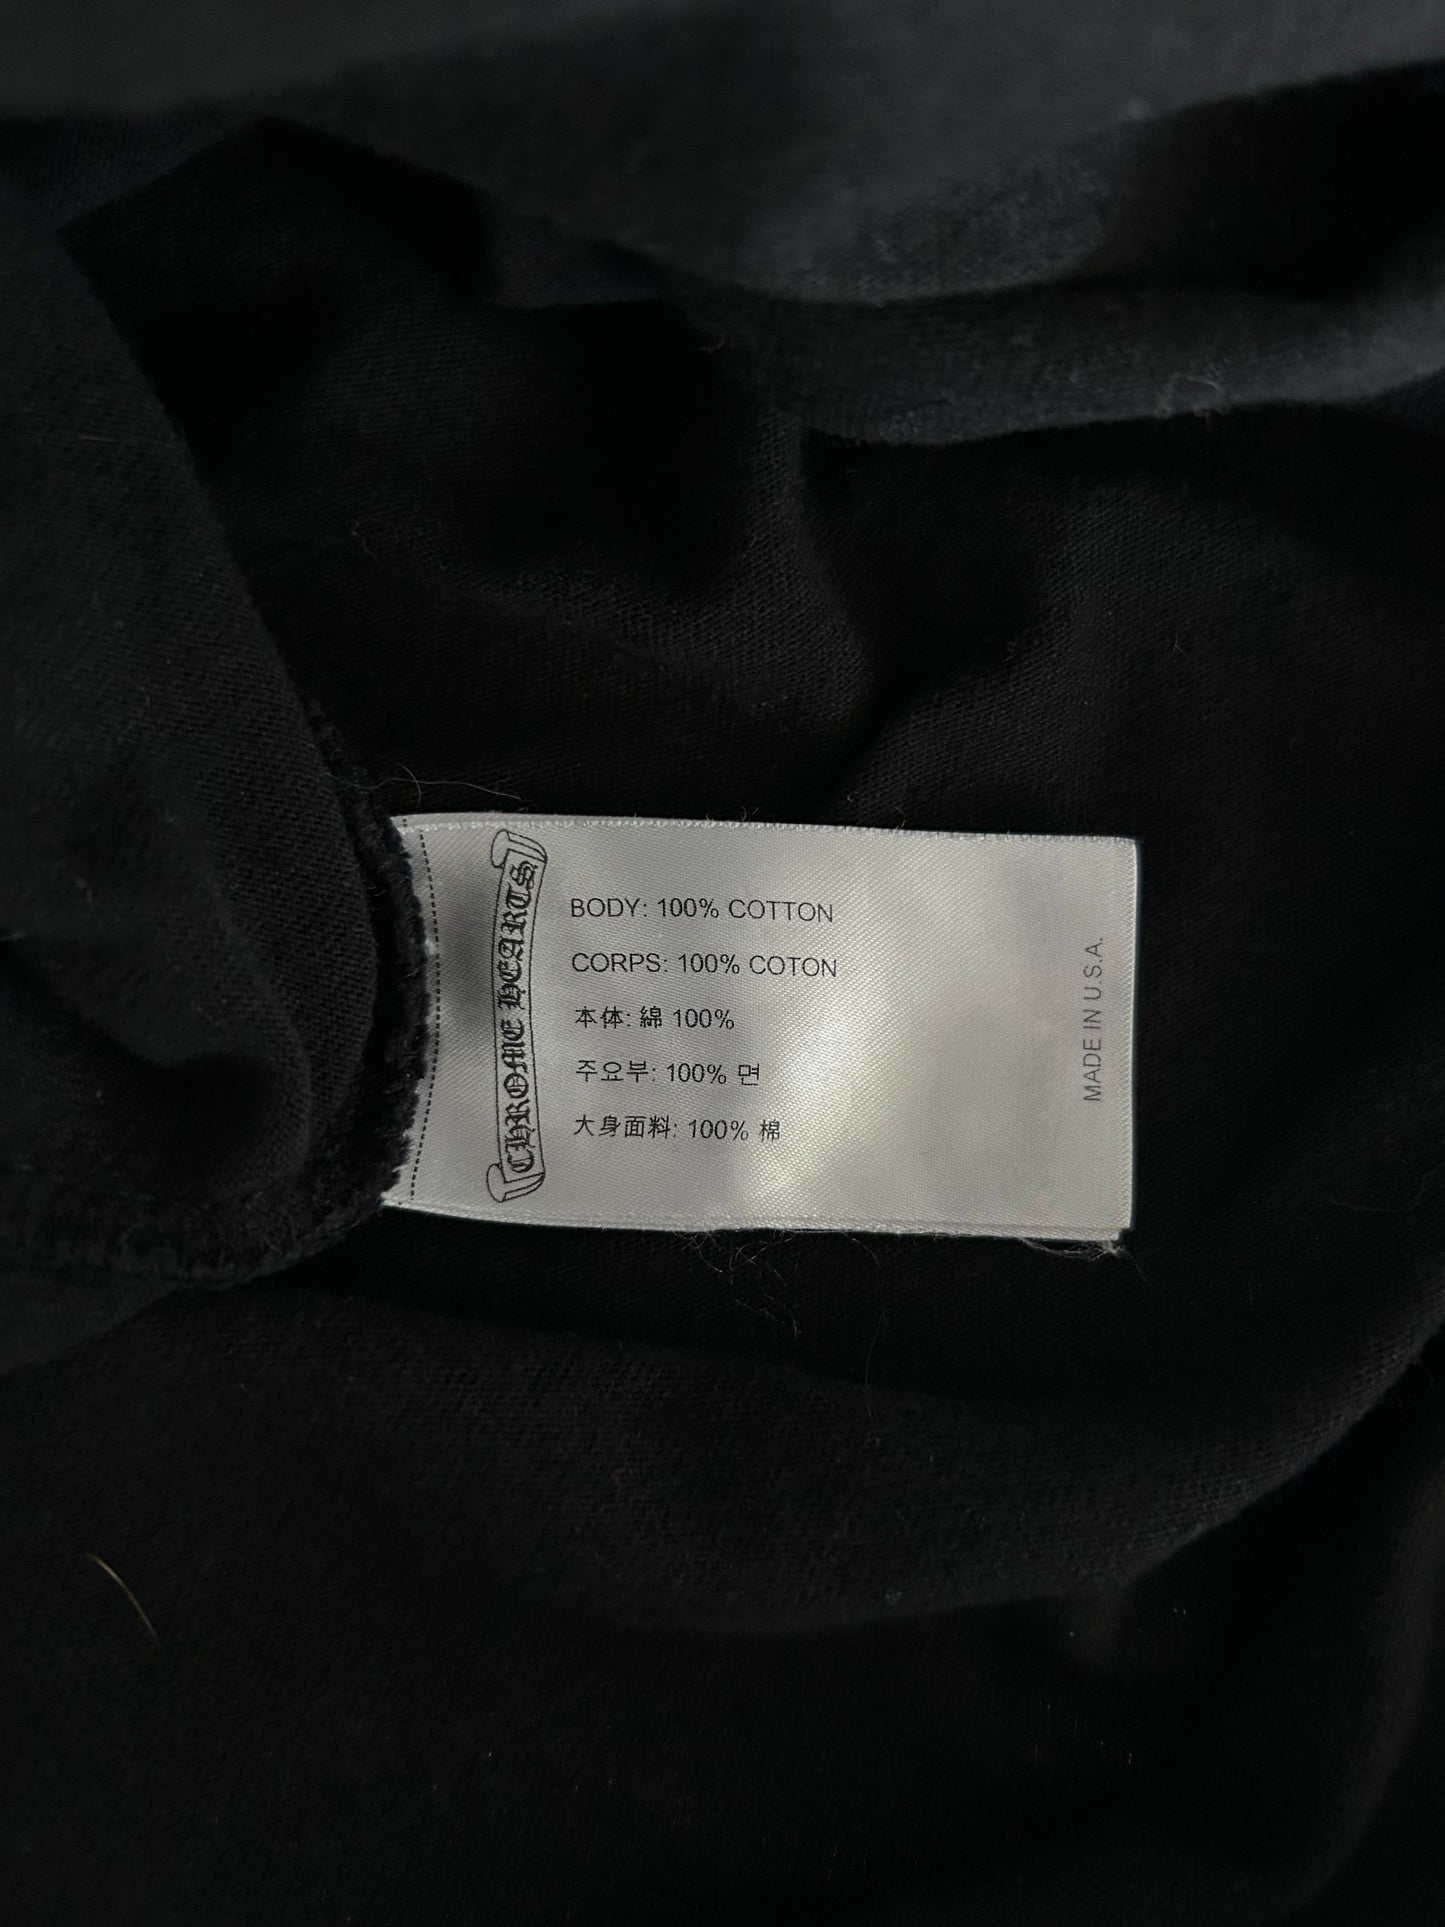 CHROME HEARTS
BODY: 100% COTTON
CORPS: 100% COTON
本体: 綿 100%
주요부: 100% 면
大身面料: 100% 棉
MADE IN U.S.A.